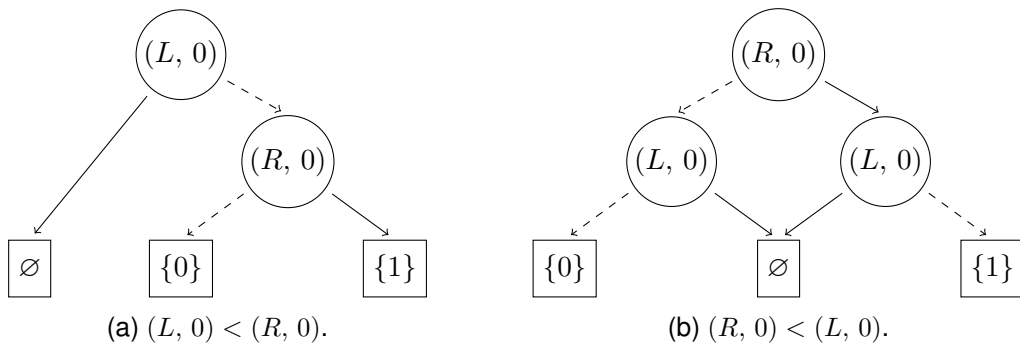 (L, 0) (R, 0)
(R, 0) (L, 0) (L, 0)
∅ {0} {1} {0} ∅ {1}
(a) (L, 0) < (R, 0). (b) (R, 0) < (L, 0).